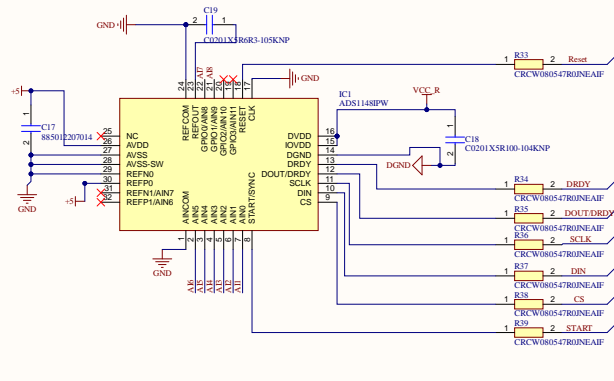 C19
GND 2 1
C0201X5R6R3-105KNP
R33
1 2 Reset
CRCW080547R0JNEAIF
AI7 AI8
GND
24 23 22 21 20 19 18 17
REFCOM REFOUT GPIO0/AIN8 GPIO1/AIN9 GPIO2/AIN10 GPIO3/AIN11 RESET CLK
IC1
ADS1148IPW
VCC_R
+5
1
C17
885012207014
2
25 NC
26 AVDD
27 AVSS
28 AVSS-SW
29 REFN0
30 REFP0
31 REFN1/AIN7
32 REFP1/AIN6
DVDD 16
IOVDD 15
DGND 14
DRDY 13
DOUT/DRDY 12
SCLK 11
DIN 10
CS 9
1
C18
C0201X5R100-104KNP
2
DGND
GND
+5
AINCOM AIN5 AIN4 AIN3 AIN2 AIN1 AIN0 START/SYNC
1 2 3 4 5 6 7 8
GND
AI6 AI5 AI4 AI3 AI2 AI1
R34
1 2 DRDY
CRCW080547R0JNEAIF
R35
1 2 DOUT/DRDY
CRCW080547R0JNEAIF
R36
1 2 SCLK
CRCW080547R0JNEAIF
R37
1 2 DIN
CRCW080547R0JNEAIF
R38
1 2 CS
CRCW080547R0JNEAIF
R39
1 2 START
CRCW080547R0JNEAIF